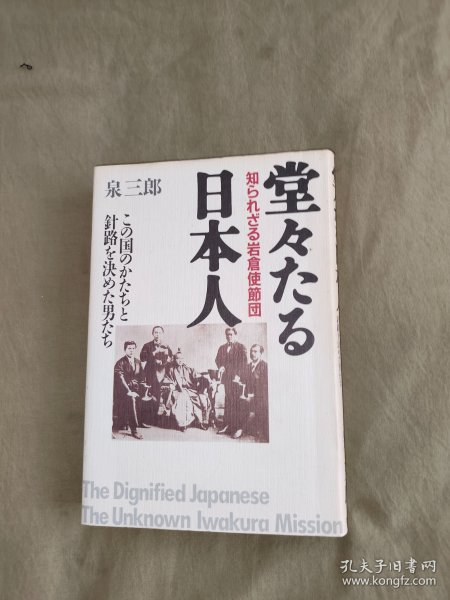 堂々たる
日本人
知られざる岩倉使節団
泉三郎
この国のかたちと
針路を決めた男たち
The Dignified Japanese
The Unknown Iwakura Mission
孔夫子旧书网
www.kongfz.com